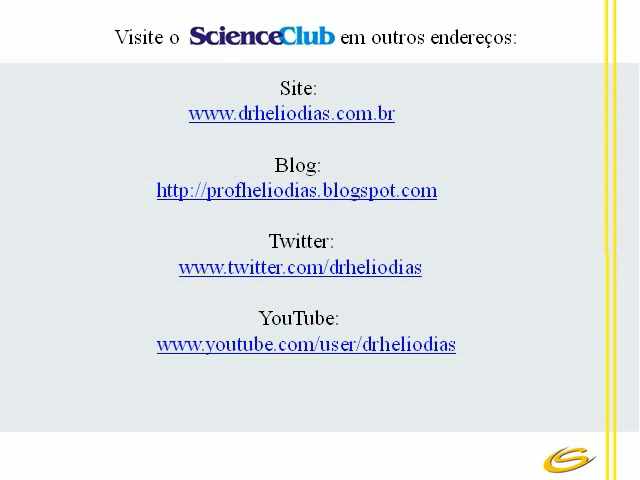 Visite o ScienceClub em outros endereços:
Site:
www.drheliodias.com.br
Blog:
http://profheliodias.blogspot.com
Twitter:
www.twitter.com/drheliodias
YouTube:
www.youtube.com/user/drheliodias